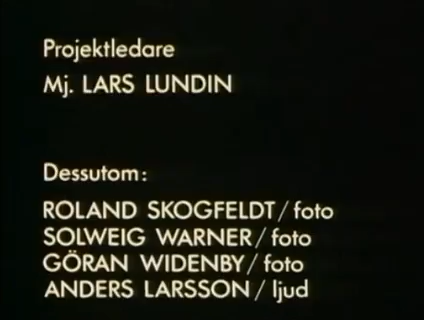 Projektledare
Mj. LARS LUNDIN
Dessutom:
ROLAND SKOGFELDT/foto
SOLWEIG WARNER/foto
GÖRAN WIDENBY/foto
ANDERS LARSSON/ljud